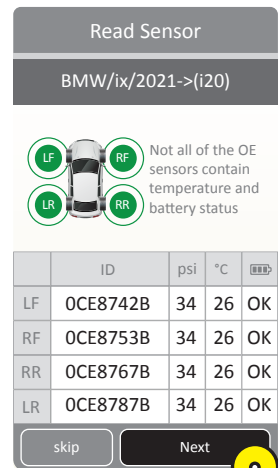 Read Sensor
BMW/ix/2021->(i20)
LF RF
LR RR
Not all of the OE
sensors contain
temperature and
battery status
ID psi °C
LF 0CE8742B 34 26 OK
RF 0CE8753B 34 26 OK
RR 0CE8767B 34 26 OK
LR 0CE8787B 34 26 OK
skip Next